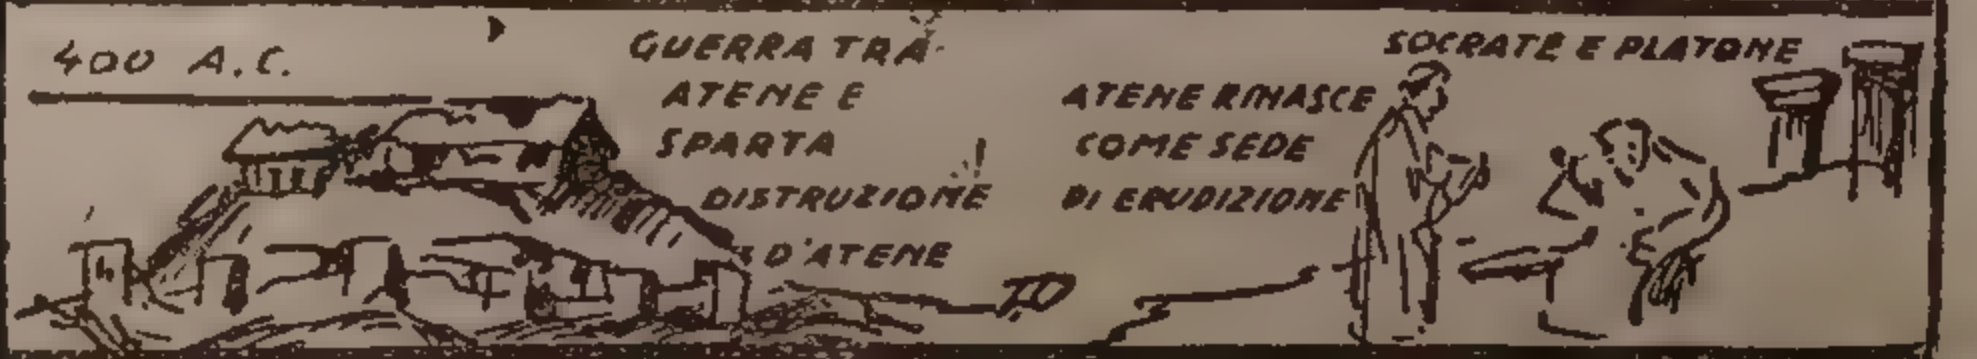 400 A.C.
GUERRA TRA
ATENE E
SPARTA
DISTRUZIONE
D'ATENE
ATENE RINASCE
COME SEDE
DI ERUDIZIONE
SOCRATE E PLATONE